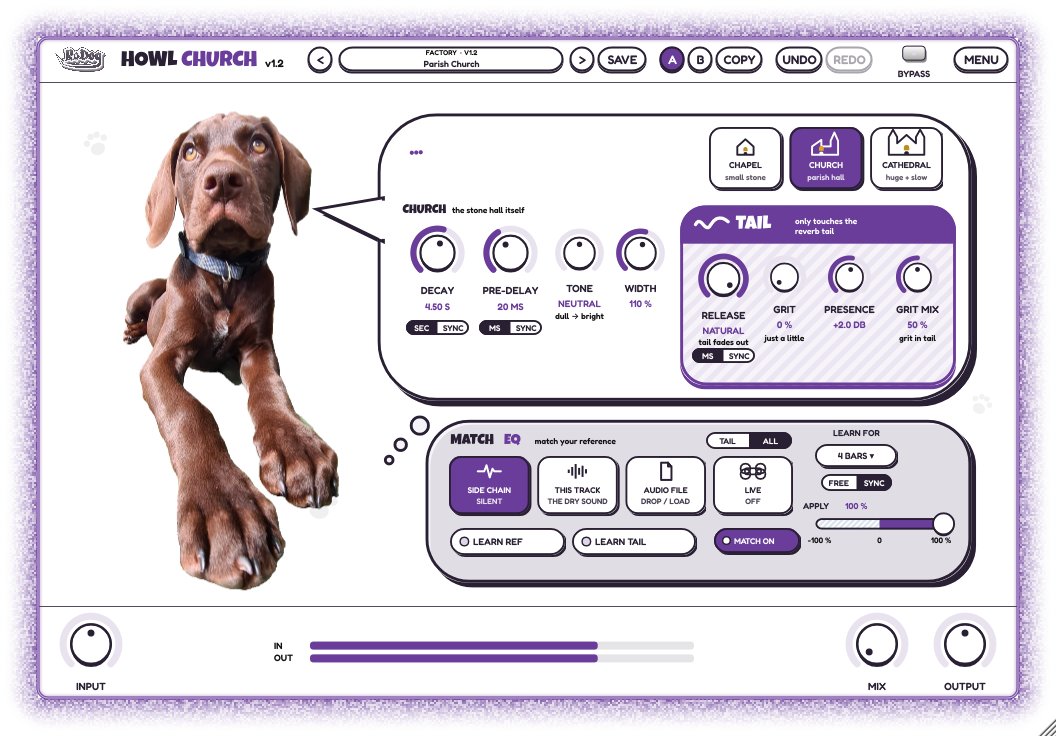 RoDog
HOWL CHURCH v1.2
<
FACTORY · V1.2
Parish Church
>
SAVE
A
B
COPY
UNDO
REDO
BYPASS
MENU
...
CHAPEL
small stone
CHURCH
parish hall
CATHEDRAL
huge + slow
CHURCH the stone hall itself
DECAY
4.50 S
SEC SYNC
PRE-DELAY
20 MS
MS SYNC
TONE
NEUTRAL
dull → bright
WIDTH
110 %
TAIL
only touches the
reverb tail
RELEASE
NATURAL
tail fades out
MS SYNC
GRIT
0 %
just a little
PRESENCE
+2.0 DB
GRIT MIX
50 %
grit in tail
MATCH EQ match your reference
TAIL ALL
LEARN FOR
4 BARS ▾
FREE SYNC
SIDE CHAIN
SILENT
THIS TRACK
THE DRY SOUND
AUDIO FILE
DROP / LOAD
LIVE
OFF
APPLY 100 %
-100 % 0 100 %
LEARN REF
LEARN TAIL
MATCH ON
INPUT
IN
OUT
MIX
OUTPUT